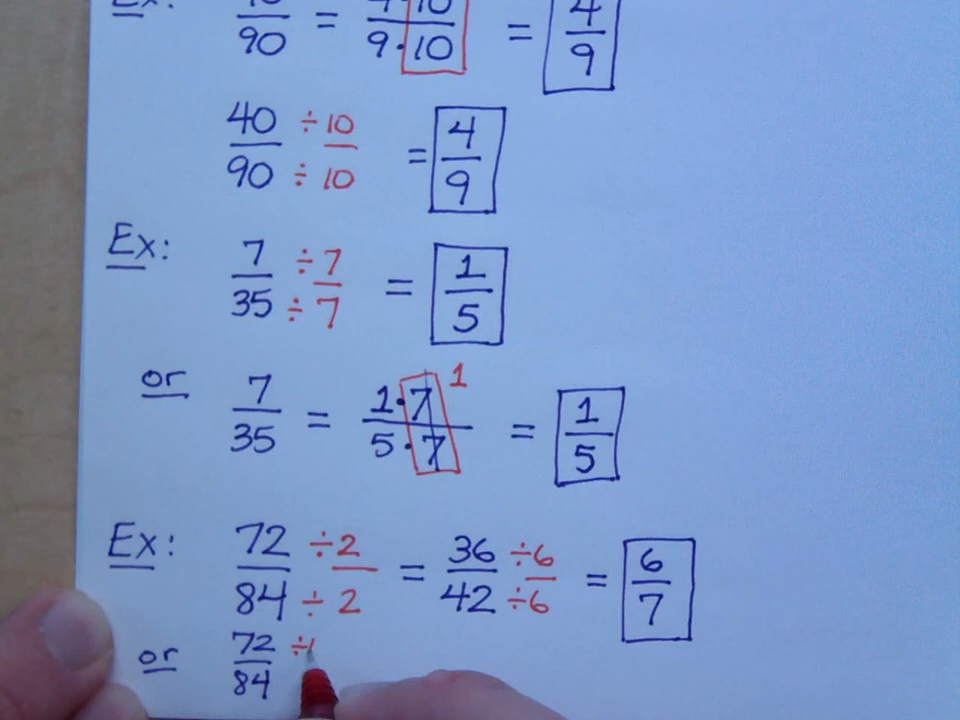 Ex: 40/90 = 4·10/9·10 = 4/9
40/90 ÷10/÷10 = 4/9
Ex: 7/35 ÷7/÷7 = 1/5
or 7/35 = 1·7/5·7 1 = 1/5
Ex: 72/84 ÷2/÷2 = 36/42 ÷6/÷6 = 6/7
or 72/84 ÷